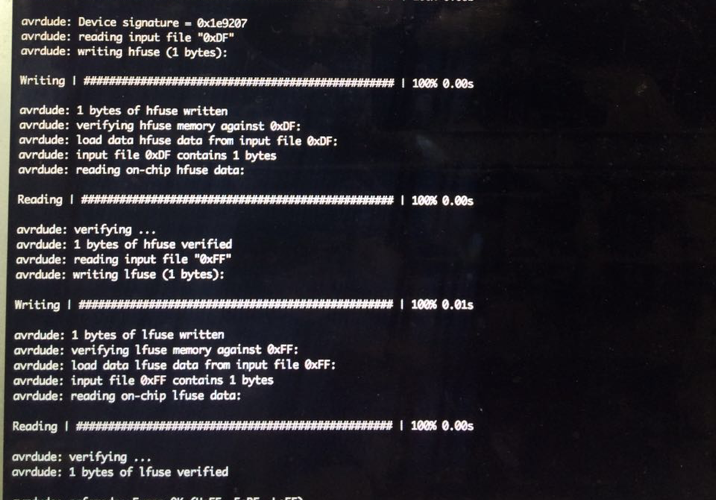 avrdude: Device signature = 0x1e9207
avrdude: reading input file "0xDF"
avrdude: writing hfuse (1 bytes):
Writing | ################################################## | 100% 0.00s
avrdude: 1 bytes of hfuse written
avrdude: verifying hfuse memory against 0xDF:
avrdude: load data hfuse data from input file 0xDF:
avrdude: input file 0xDF contains 1 bytes
avrdude: reading on-chip hfuse data:
Reading | ################################################## | 100% 0.00s
avrdude: verifying ...
avrdude: 1 bytes of hfuse verified
avrdude: reading input file "0xFF"
avrdude: writing lfuse (1 bytes):
Writing | ################################################## | 100% 0.01s
avrdude: 1 bytes of lfuse written
avrdude: verifying lfuse memory against 0xFF:
avrdude: load data lfuse data from input file 0xFF:
avrdude: input file 0xFF contains 1 bytes
avrdude: reading on-chip lfuse data:
Reading | ################################################## | 100% 0.00s
avrdude: verifying ...
avrdude: 1 bytes of lfuse verified